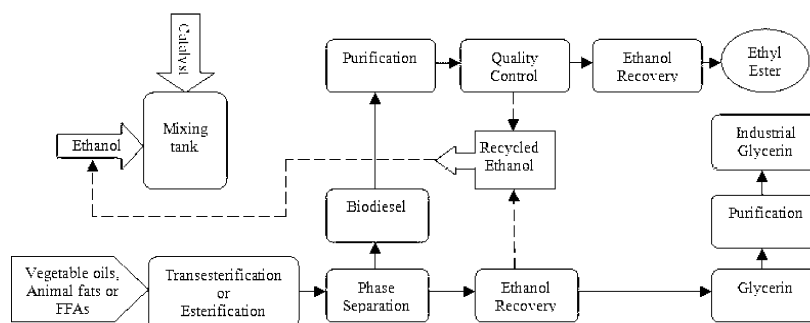 Catalyst
Ethanol
Mixing
tank
Purification
Quality
Control
Ethanol
Recovery
Ethyl
Ester
Recycled
Ethanol
Industrial
Glycerin
Biodiesel
Purification
Vegetable oils,
Animal fats or
FFAs
Transesterification
or
Esterification
Phase
Separation
Ethanol
Recovery
Glycerin